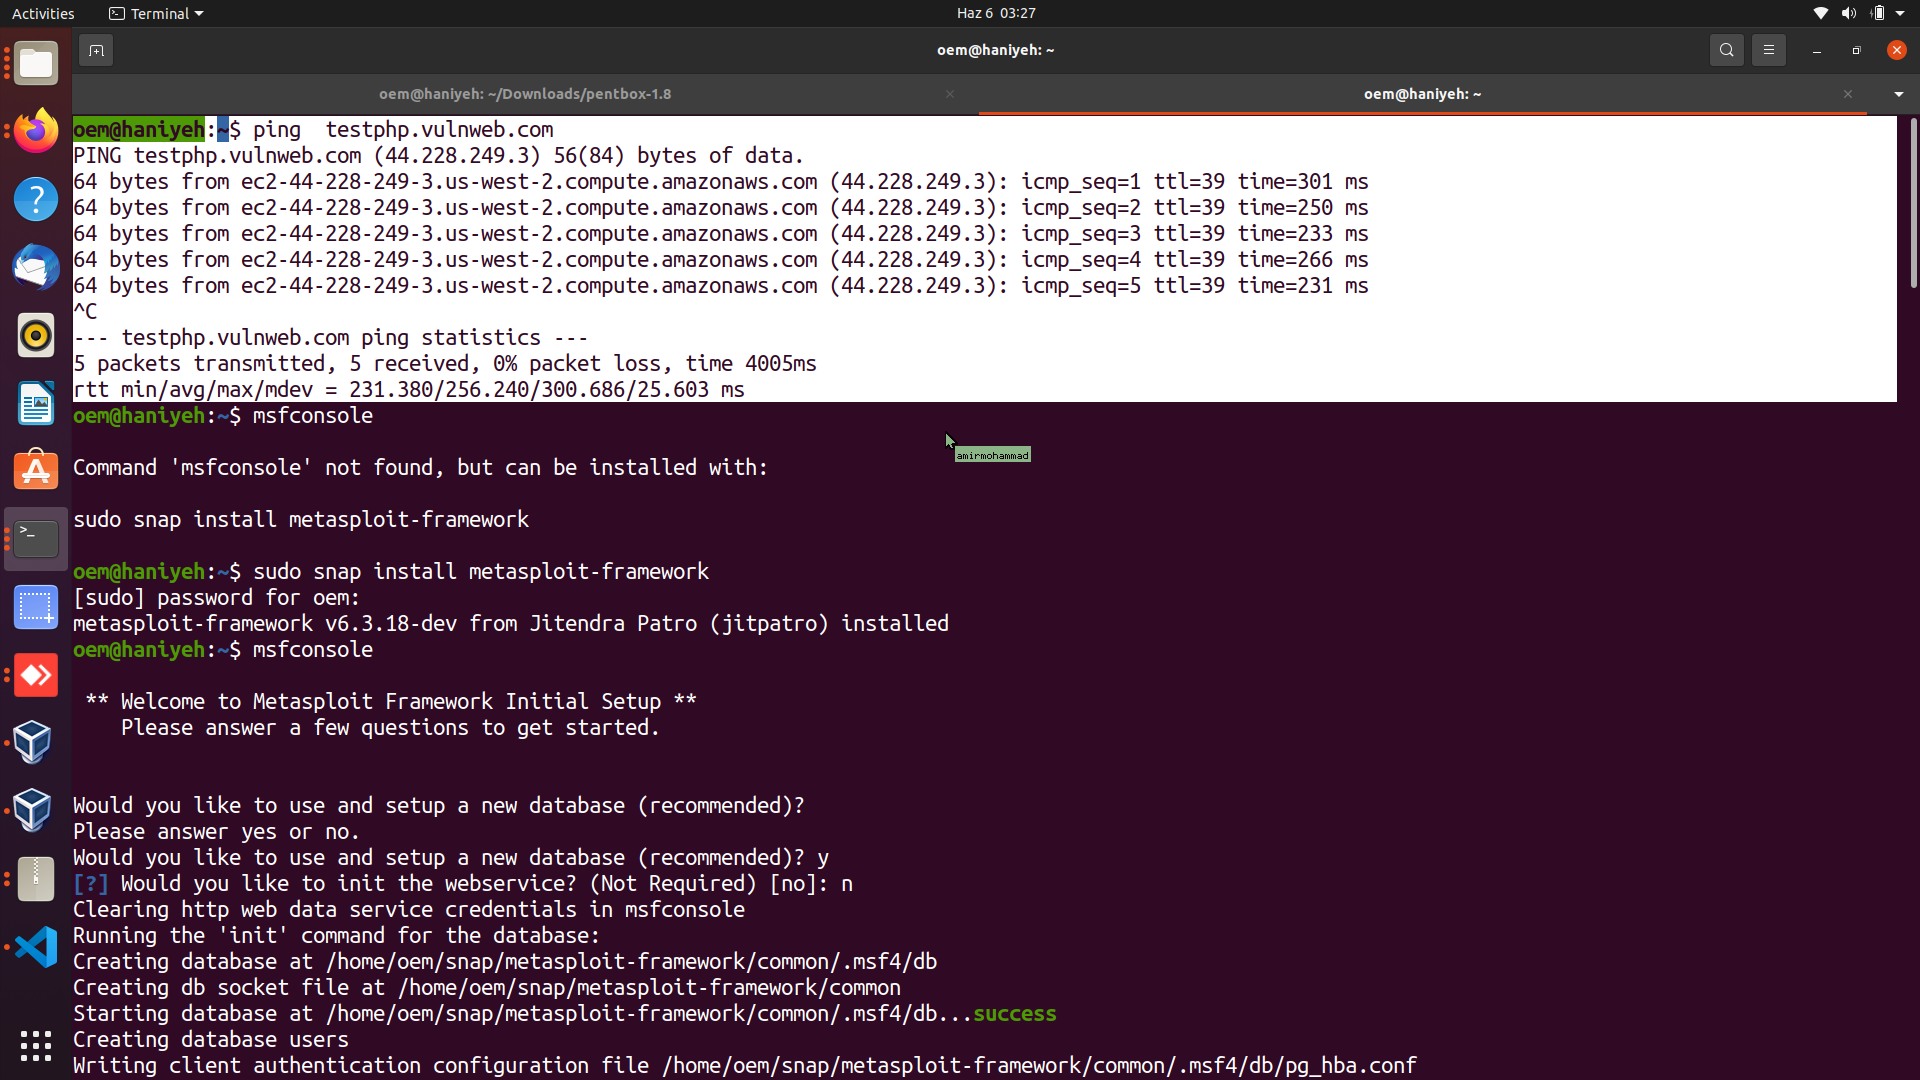 Activities
Terminal
Haz 6 03:27
oem@haniyeh: ~
oem@haniyeh: ~/Downloads/pentbox-1.8
oem@haniyeh: ~
oem@haniyeh:~$ ping  testphp.vulnweb.com
PING testphp.vulnweb.com (44.228.249.3) 56(84) bytes of data.
64 bytes from ec2-44-228-249-3.us-west-2.compute.amazonaws.com (44.228.249.3): icmp_seq=1 ttl=39 time=301 ms
64 bytes from ec2-44-228-249-3.us-west-2.compute.amazonaws.com (44.228.249.3): icmp_seq=2 ttl=39 time=250 ms
64 bytes from ec2-44-228-249-3.us-west-2.compute.amazonaws.com (44.228.249.3): icmp_seq=3 ttl=39 time=233 ms
64 bytes from ec2-44-228-249-3.us-west-2.compute.amazonaws.com (44.228.249.3): icmp_seq=4 ttl=39 time=266 ms
64 bytes from ec2-44-228-249-3.us-west-2.compute.amazonaws.com (44.228.249.3): icmp_seq=5 ttl=39 time=231 ms
^C
--- testphp.vulnweb.com ping statistics ---
5 packets transmitted, 5 received, 0% packet loss, time 4005ms
rtt min/avg/max/mdev = 231.380/256.240/300.686/25.603 ms
oem@haniyeh:~$ msfconsole
amirmohammad
Command 'msfconsole' not found, but can be installed with:
sudo snap install metasploit-framework
oem@haniyeh:~$ sudo snap install metasploit-framework
[sudo] password for oem:
metasploit-framework v6.3.18-dev from Jitendra Patro (jitpatro) installed
oem@haniyeh:~$ msfconsole
** Welcome to Metasploit Framework Initial Setup **
Please answer a few questions to get started.
Would you like to use and setup a new database (recommended)?
Please answer yes or no.
Would you like to use and setup a new database (recommended)? y
[?] Would you like to init the webservice? (Not Required) [no]: n
Clearing http web data service credentials in msfconsole
Running the 'init' command for the database:
Creating database at /home/oem/snap/metasploit-framework/common/.msf4/db
Creating db socket file at /home/oem/snap/metasploit-framework/common
Starting database at /home/oem/snap/metasploit-framework/common/.msf4/db...success
Creating database users
Writing client authentication configuration file /home/oem/snap/metasploit-framework/common/.msf4/db/pg_hba.conf